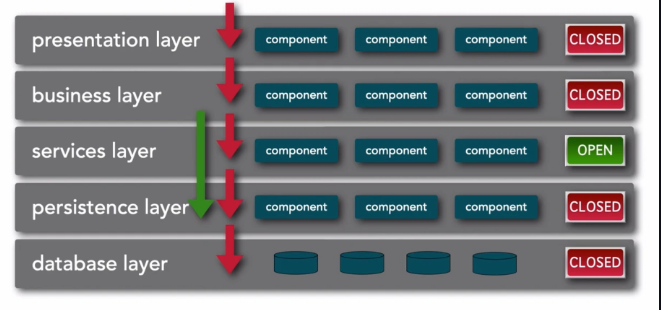 presentation layer component component component CLOSED
business layer component component component CLOSED
services layer component component component OPEN
persistence layer component component component CLOSED
database layer CLOSED